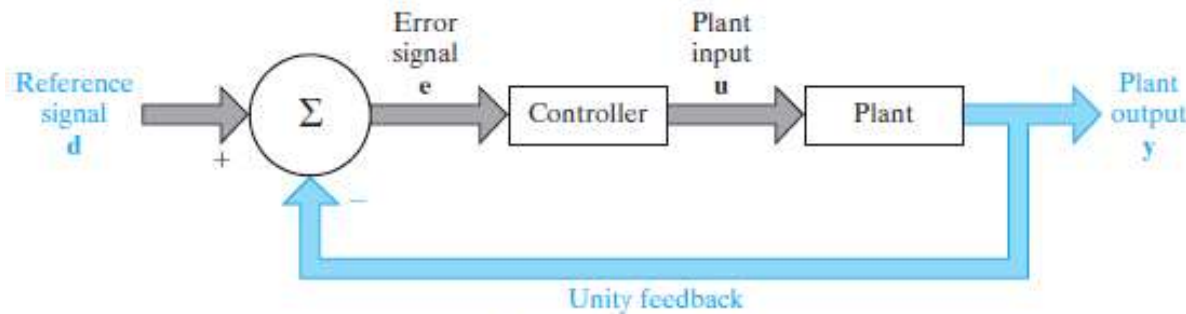 Reference
signal
d
+
Σ
−
Error
signal
e
Controller
Plant
input
u
Plant
Plant
output
y
Unity feedback